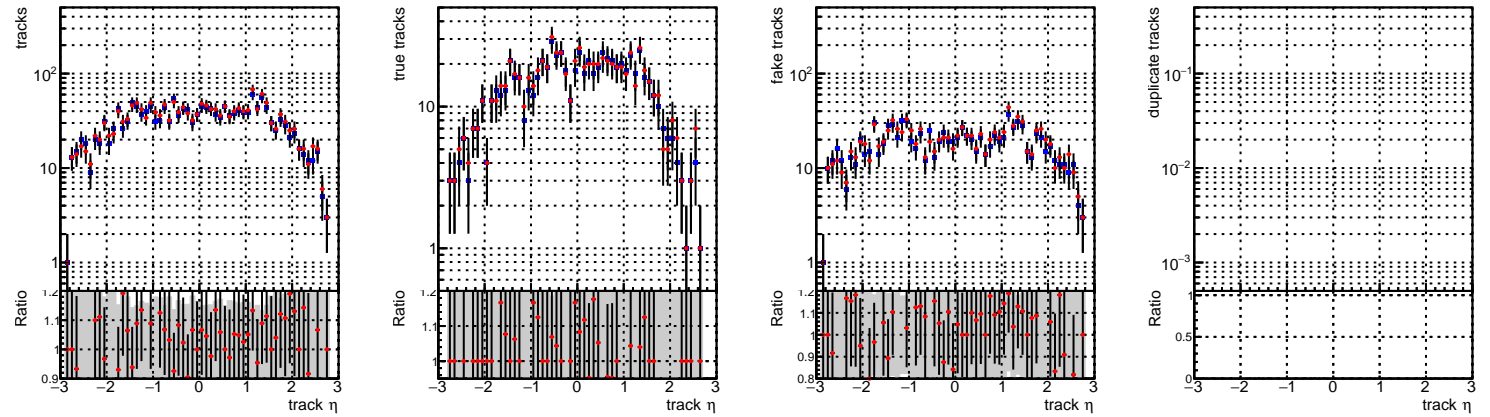 tracks
10²
10
1
Ratio
1.2
1.1
1
0.9
−3 −2 −1 0 1 2 3
track η
true tracks
10
1
Ratio
1.2
1.1
1
−3 −2 −1 0 1 2 3
track η
fake tracks
10²
10
1
Ratio
1.2
1.1
1
0.9
0.8
−3 −2 −1 0 1 2 3
track η
duplicate tracks
10⁻¹
10⁻²
10⁻³
Ratio
1
0.5
0
−3 −2 −1 0 1 2 3
track η